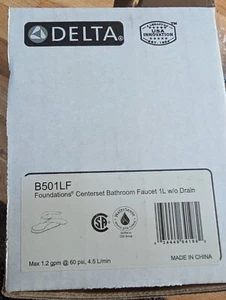 DELTA®
USA
INNOVATION
B501LF
Foundations® Centerset Bathroom Faucet 1L w/o Drain
Max 1.2 gpm @ 60 psi, 4.5 L/min
MADE IN CHINA